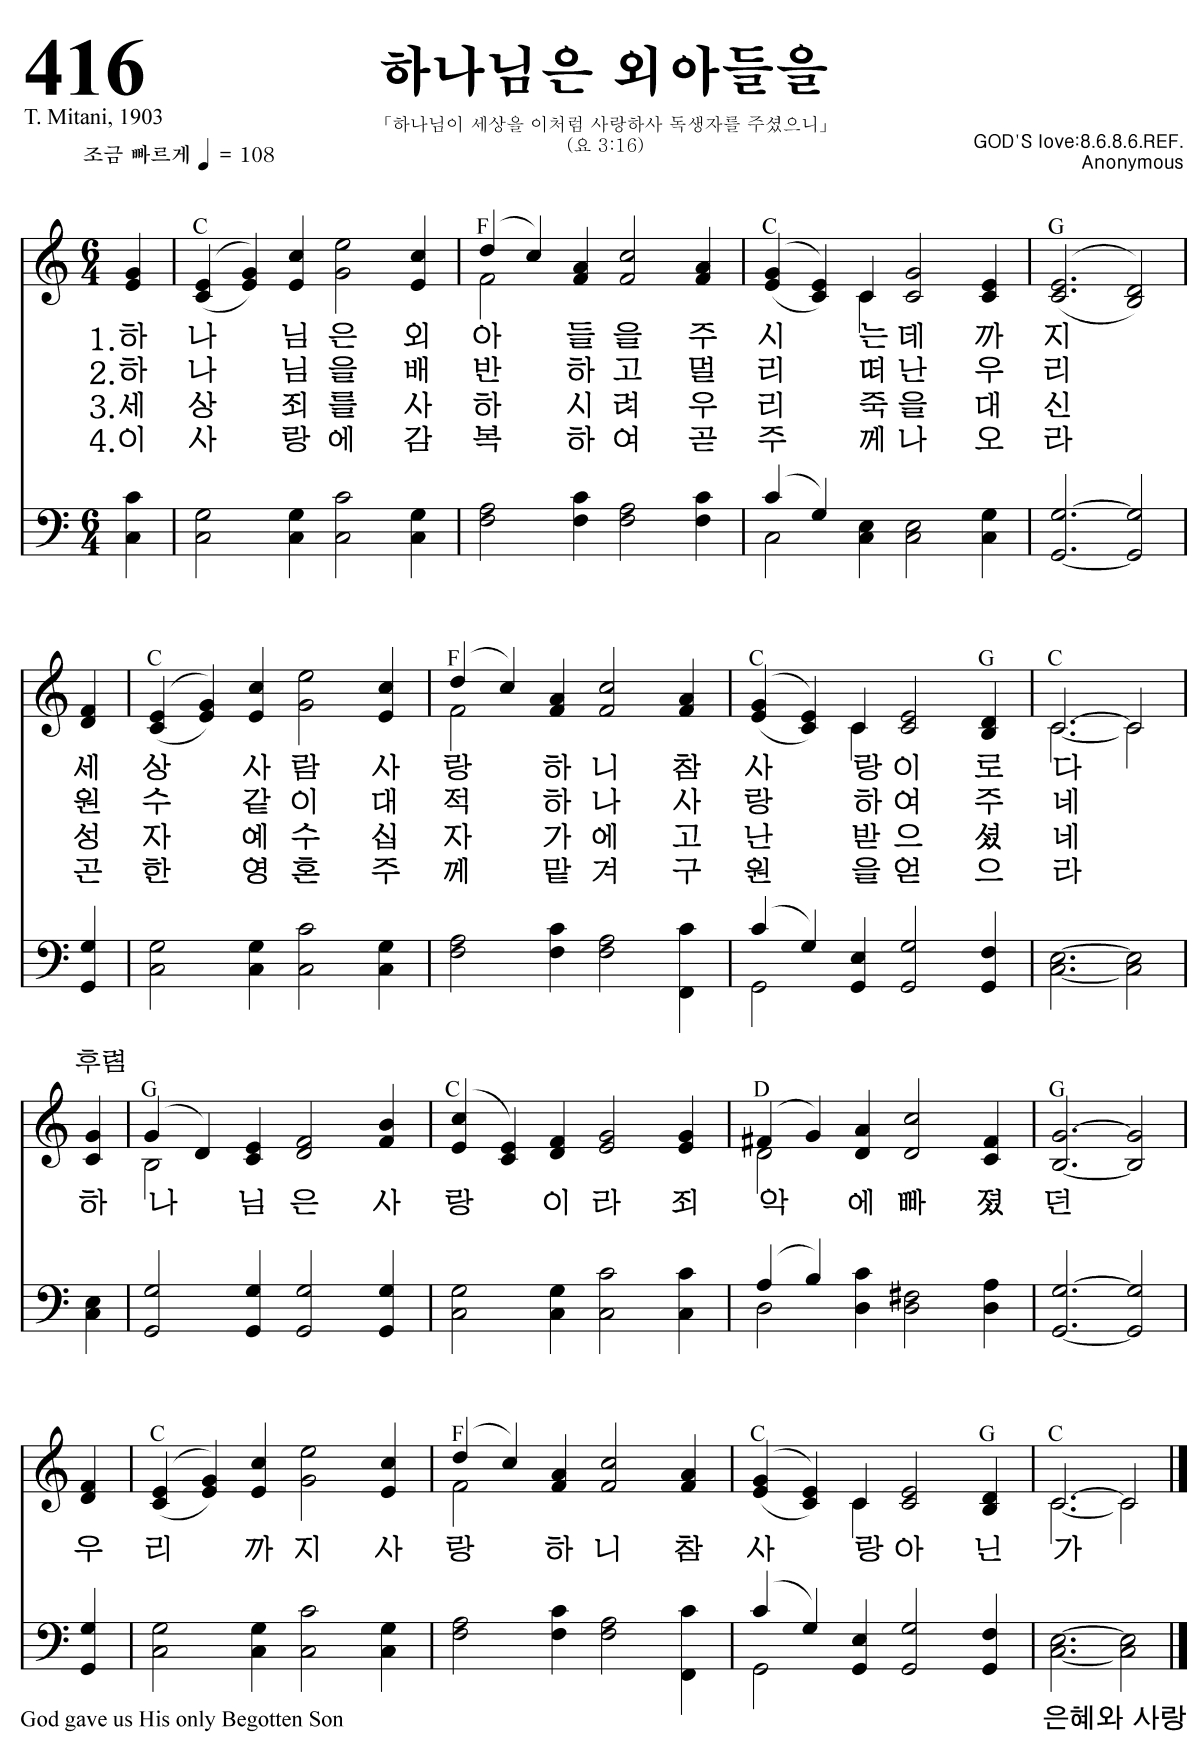 416
하나님은 외아들을
T. Mitani, 1903
「하나님이 세상을 이처럼 사랑하사 독생자를 주셨으니」
(요 3:16)
조금 빠르게 ♩ = 108
GOD'S love:8.6.8.6.REF.
Anonymous
C F C G
6 4
1.하 나 님 은 외 아 들 을 주 시 는 데 까 지
2.하 나 님 을 배 반 하 고 멀 리 떠 난 우 리
3.세 상 죄 를 사 하 시 려 우 리 죽 을 대 신
4.이 사 랑 에 감 복 하 여 곧 주 께 나 오 라
6 4
C F C G C
세 상 사 람 사 랑 하 니 참 사 랑 이 로 다
원 수 같 이 대 적 하 나 사 랑 하 여 주 네
성 자 예 수 십 자 가 에 고 난 받 으 셨 네
곤 한 영 혼 주 께 맡 겨 구 원 을 얻 으 라
후렴
G C D G
하 나 님 은 사 랑 이 라 죄 악 에 빠 졌 던
C F C G C
우 리 까 지 사 랑 하 니 참 사 랑 아 닌 가
God gave us His only Begotten Son
은혜와 사랑